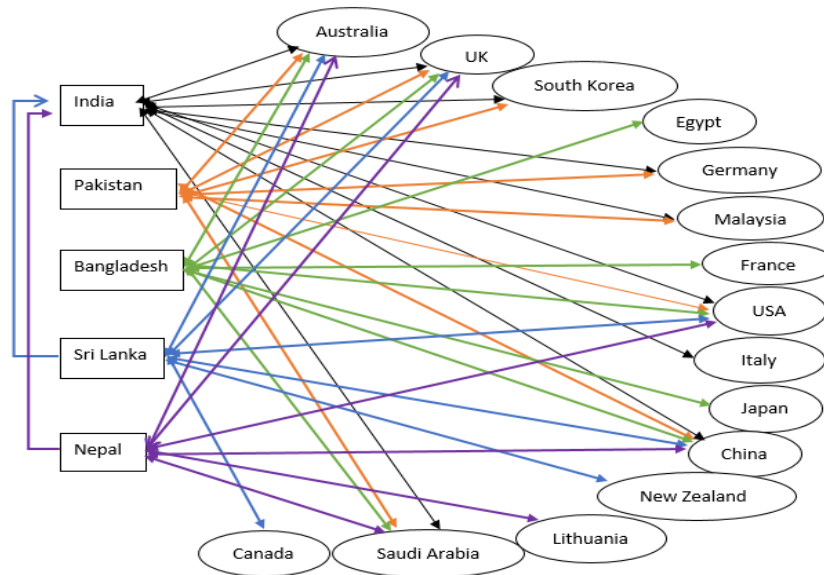 Australia
UK
South Korea
India
Egypt
Germany
Pakistan
Malaysia
Bangladesh
France
USA
Sri Lanka
Italy
Japan
Nepal
China
New Zealand
Lithuania
Canada
Saudi Arabia